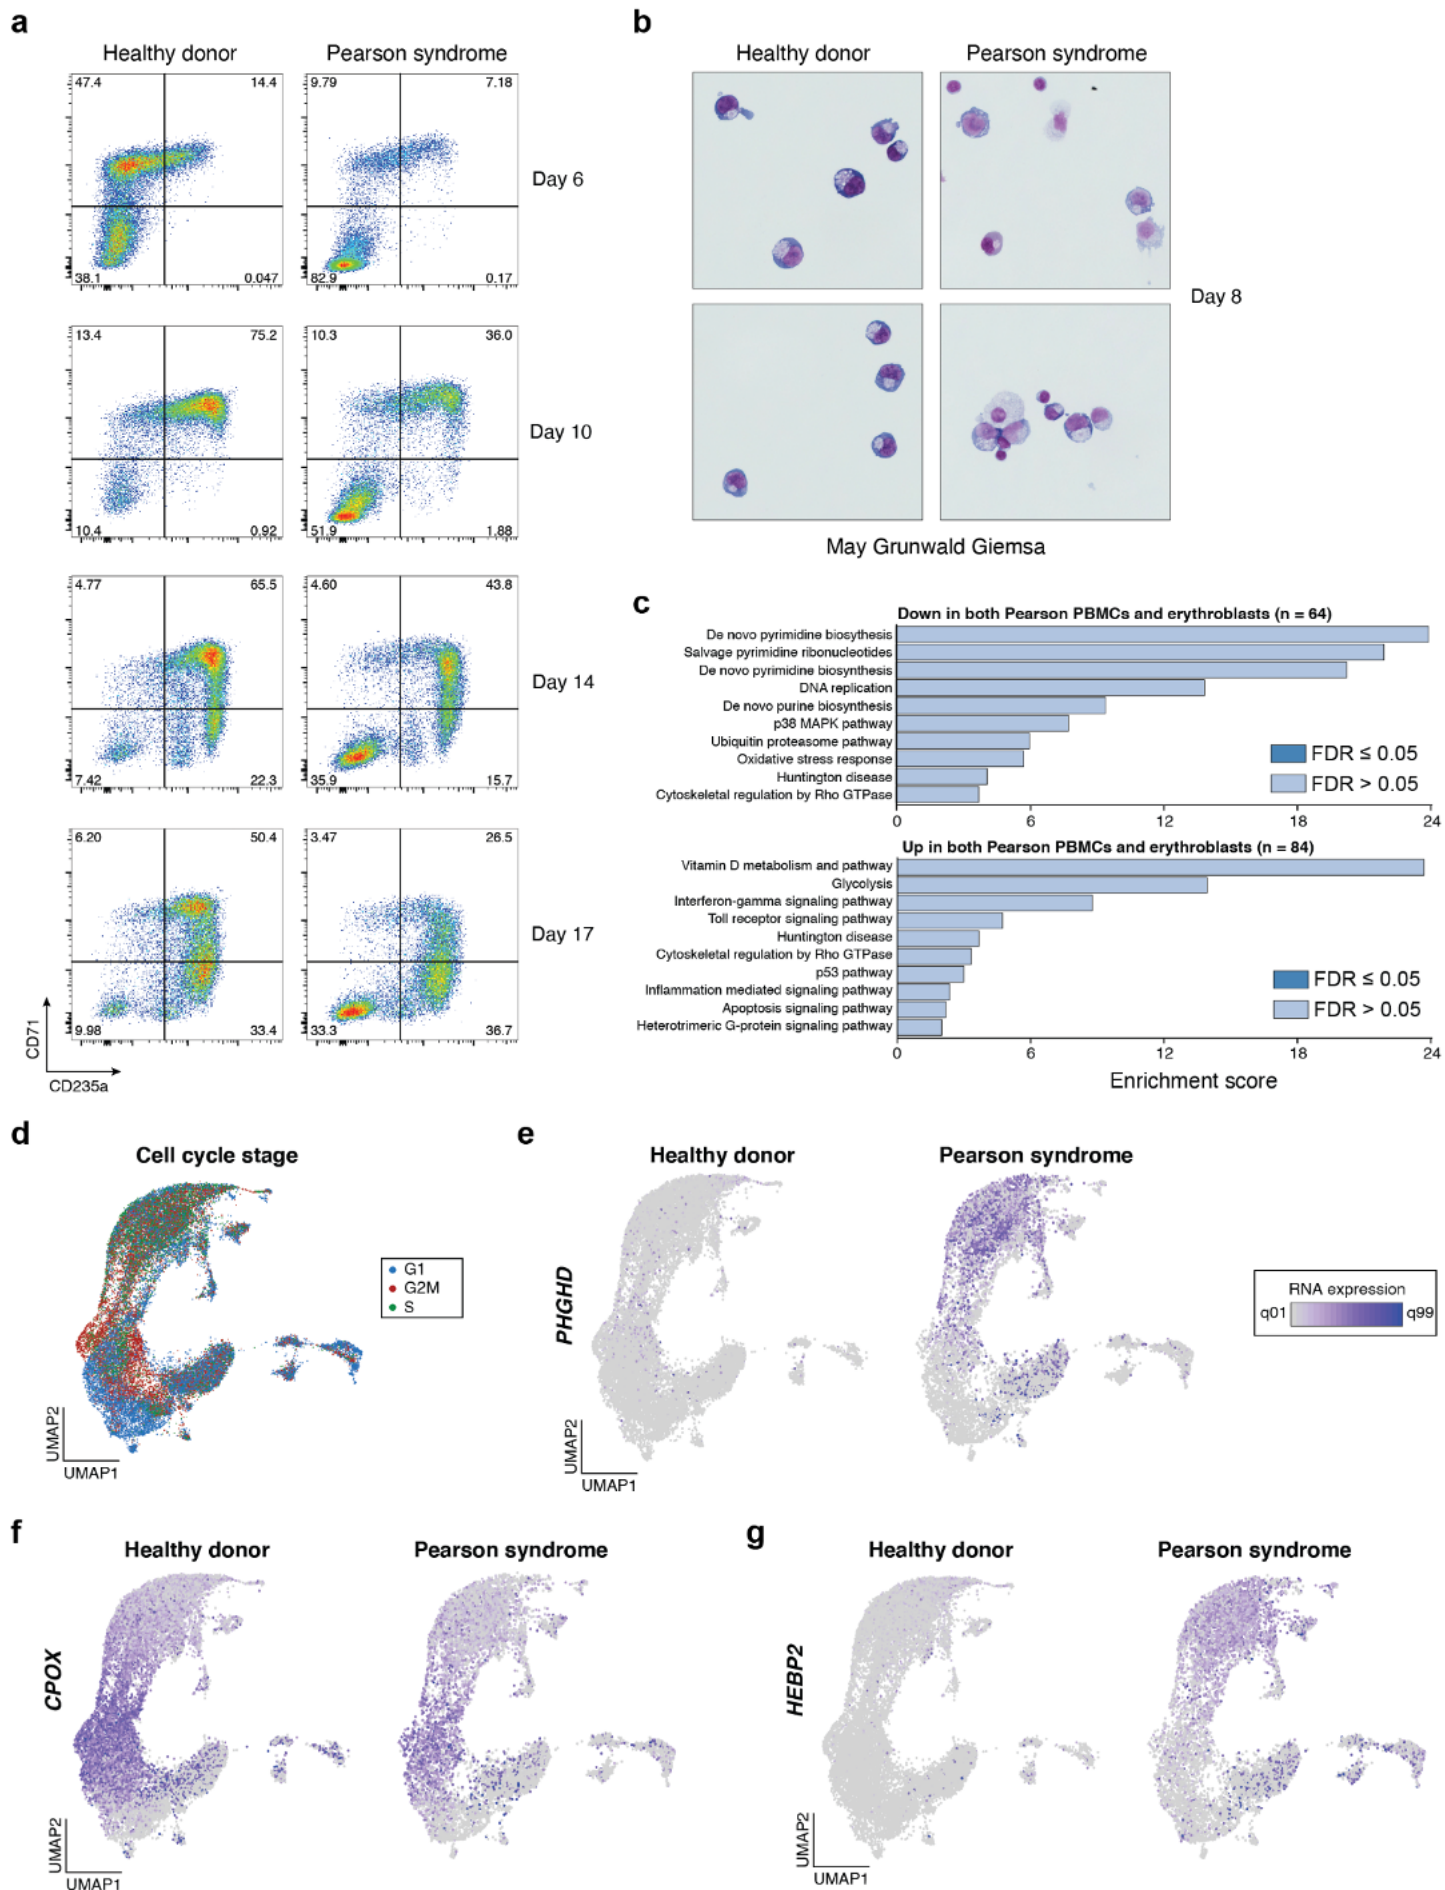 a
Healthy donor
Pearson syndrome
47.4
14.4
9.79
7.18
Day 6
38.1
0.047
82.9
0.17
13.4
75.2
10.3
36.0
Day 10
10.4
0.92
51.9
1.88
4.77
65.5
4.60
43.8
Day 14
7.42
22.3
35.9
15.7
6.20
50.4
3.47
26.5
Day 17
9.98
33.4
33.3
36.7
CD71
CD235a
b
Healthy donor
Pearson syndrome
Day 8
May Grunwald Giemsa
c
Down in both Pearson PBMCs and erythroblasts (n = 64)
De novo pyrimidine biosythesis
Salvage pyrimidine ribonucleotides
De novo pyrimidine biosynthesis
DNA replication
De novo purine biosynthesis
p38 MAPK pathway
Ubiquitin proteasome pathway
Oxidative stress response
Huntington disease
Cytoskeletal regulation by Rho GTPase
FDR ≤ 0.05
FDR > 0.05
0 6 12 18 24
Up in both Pearson PBMCs and erythroblasts (n = 84)
Vitamin D metabolism and pathway
Glycolysis
Interferon-gamma signaling pathway
Toll receptor signaling pathway
Huntington disease
Cytoskeletal regulation by Rho GTPase
p53 pathway
Inflammation mediated signaling pathway
Apoptosis signaling pathway
Heterotrimeric G-protein signaling pathway
FDR ≤ 0.05
FDR > 0.05
0 6 12 18 24
Enrichment score
d
Cell cycle stage
G1
G2M
S
UMAP2
UMAP1
e
Healthy donor
Pearson syndrome
PHGHD
RNA expression
q01
q99
UMAP2
UMAP1
f
Healthy donor
Pearson syndrome
CPOX
UMAP2
UMAP1
g
Healthy donor
Pearson syndrome
HEBP2
UMAP2
UMAP1